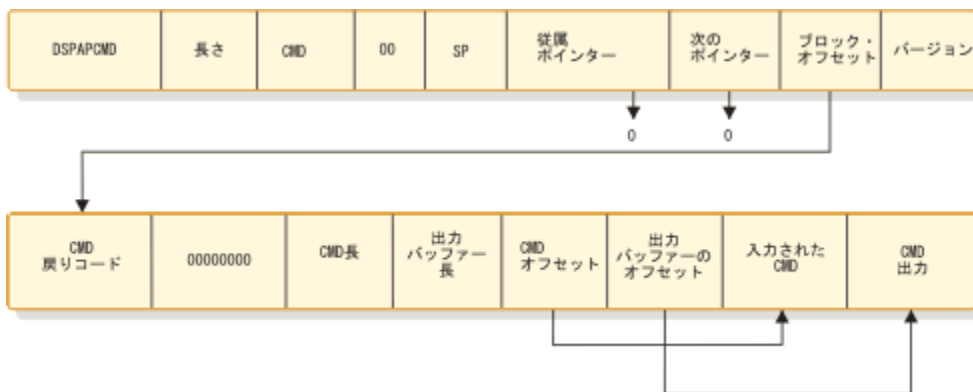 DSPAPCMD
長さ
CMD
00
SP
従属
ポインター
次の
ポインター
ブロック・
オフセット
バージョン
0
0
CMD
戻りコード
00000000
CMD長
出力
バッファー
長
CMD
オフセット
出力
バッファーの
オフセット
入力された
CMD
CMD
出力